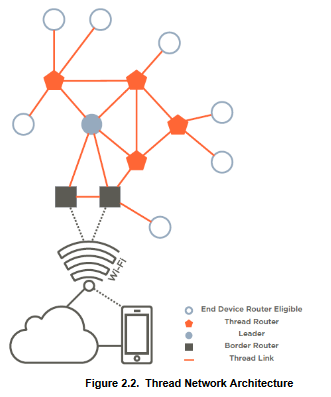 Wi-Fi
End Device Router Eligible
Thread Router
Leader
Border Router
Thread Link
Figure 2.2. Thread Network Architecture